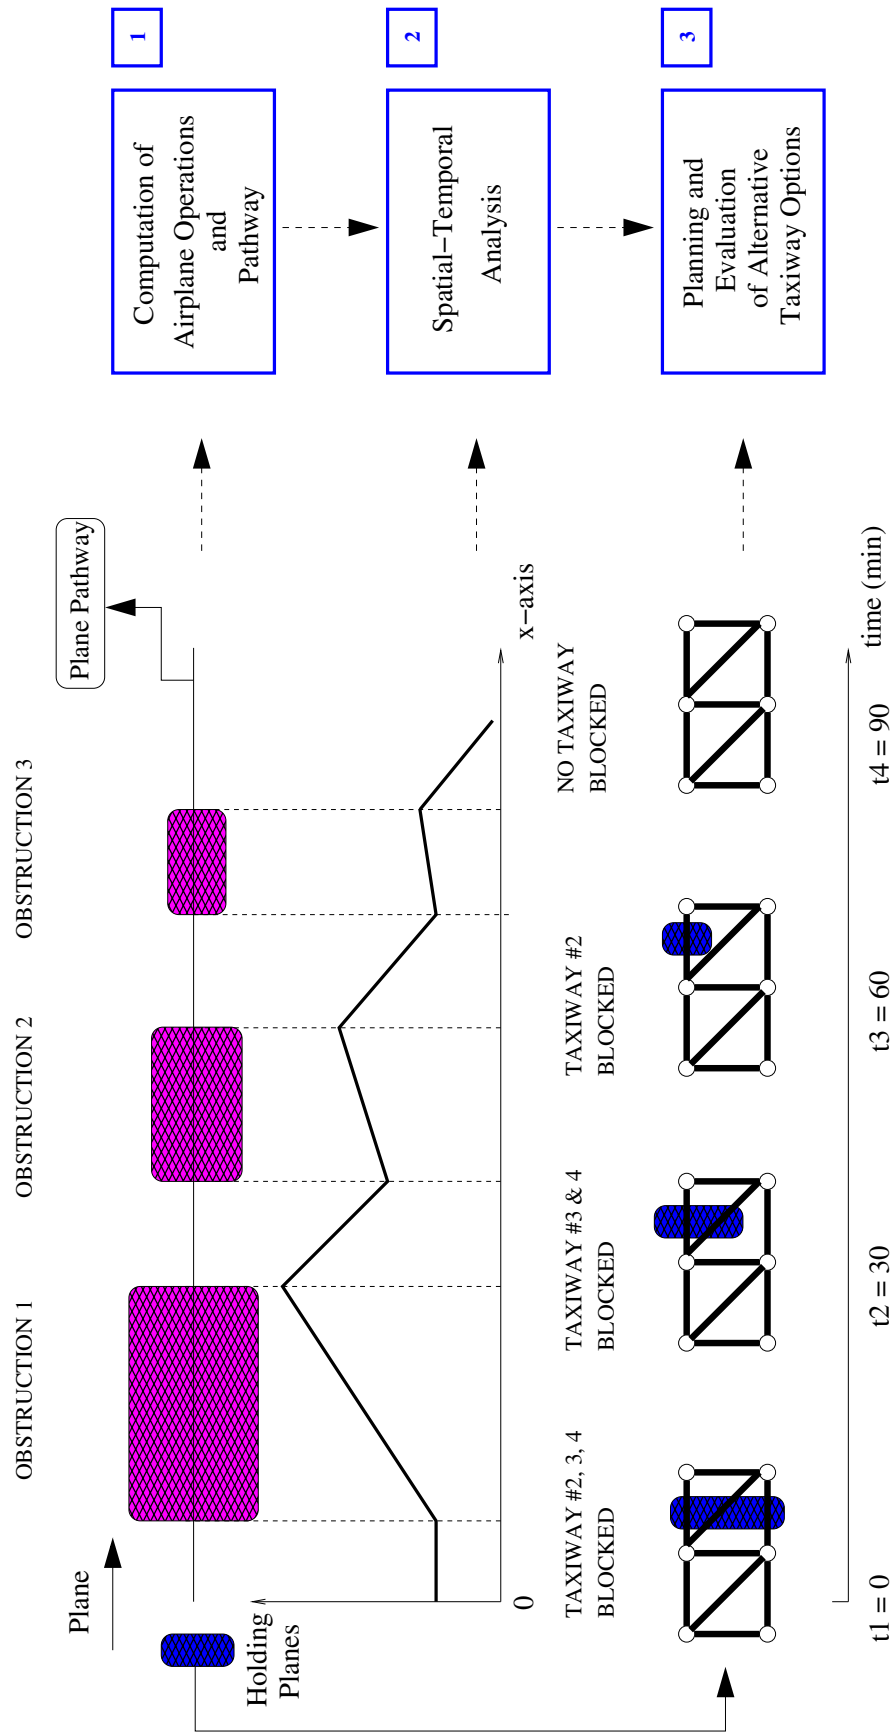 OBSTRUCTION 1
OBSTRUCTION 2
OBSTRUCTION 3
Plane
Plane Pathway
Holding
Planes
0
x−axis
TAXIWAY #2, 3, 4
BLOCKED
TAXIWAY #3 & 4
BLOCKED
TAXIWAY #2
BLOCKED
NO TAXIWAY
BLOCKED
t1 = 0
t2 = 30
t3 = 60
t4 = 90
time (min)
Computation of
Airplane Operations
and
Pathway
1
Spatial−Temporal
Analysis
2
Planning and
Evaluation
of Alternative
Taxiway Options
3